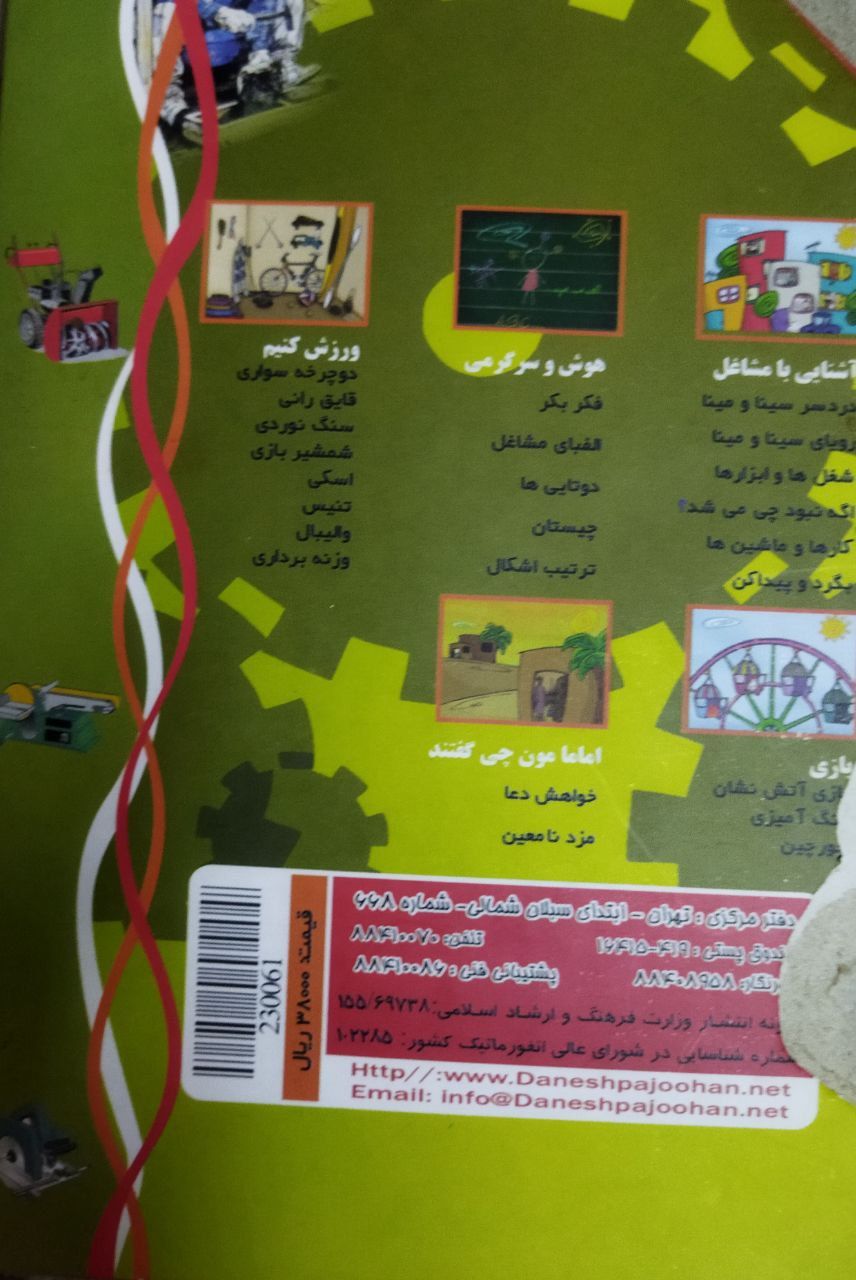 آشنایی با مشاغل
دردسر سینا و مینا
رویای سینا و مینا
شغل ها و ابزارها
اگه نبود چی می شد؟
کارها و ماشین ها
بگرد و پیداکن
هوش و سرگرمی
فکر بکر
الفبای مشاغل
دوتایی ها
چیستان
ترتیب اشکال
ورزش کنیم
دوچرخه سواری
قایق رانی
سنگ نوردی
شمشیر بازی
اسکی
تنیس
والیبال
وزنه برداری
بازی
بازی آتش نشان
رنگ آمیزی
جورچین
اماما مون چی گفتند
خواهش دعا
مزد نامعین
دفتر مرکزی : تهران - ابتدای سبلان شمالی- شماره ۶۶۸
صندوق پستی : ۴۱۹-۱۶۴۱۵ تلفن: ۸۸۴۱۰۰۷۰
دورنگار: ۸۸۴۰۸۹۵۸ پشتیبانی فنی : ۸۸۴۱۰۰۸۶
انتشار وزارت فرهنگ و ارشاد اسلامی: ۱۵۵/۶۹۷۳۸
شماره شناسایی در شورای عالی انفورماتیک کشور: ۱۰۲۲۸۵
Http//:www.Daneshpajoohan.net
Email: info@Daneshpajoohan.net
قیمت: ۳۸۰۰۰ ریال
230061